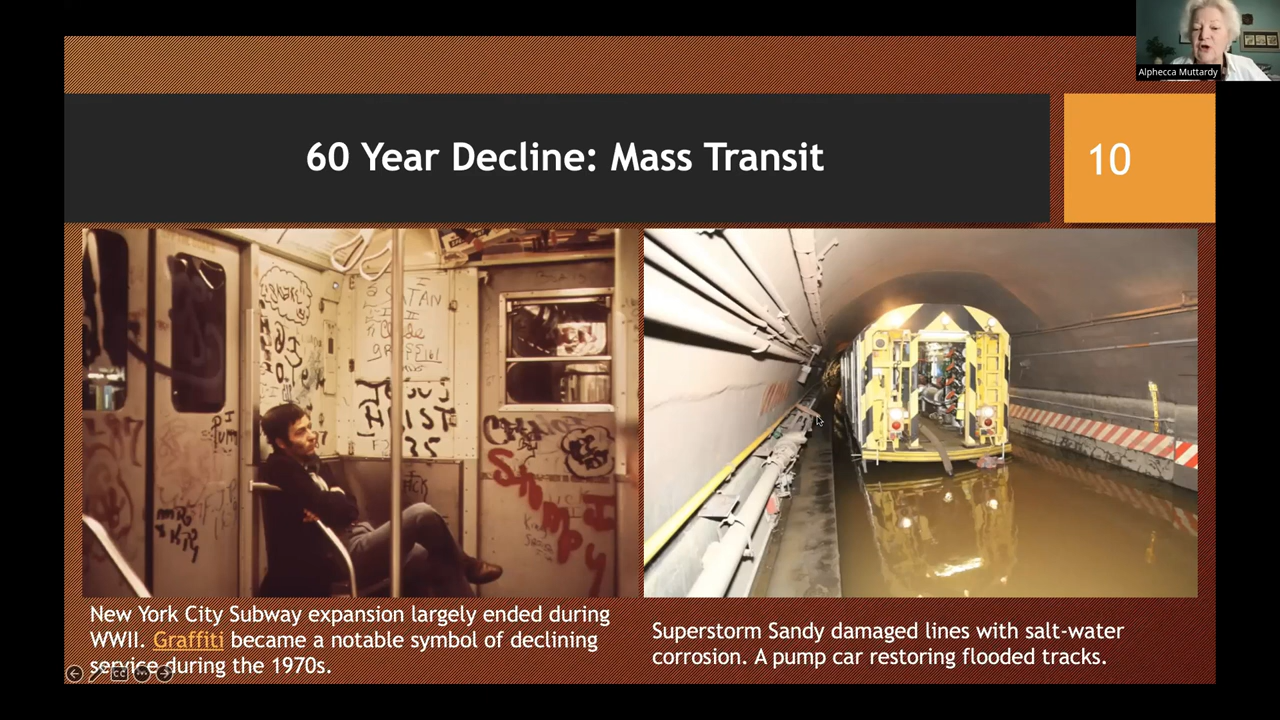 Alphecca Muttardy
60 Year Decline: Mass Transit
10
SATAN
New York City Subway expansion largely ended during
WWII. Graffiti became a notable symbol of declining
service during the 1970s.
Superstorm Sandy damaged lines with salt-water
corrosion. A pump car restoring flooded tracks.
CC